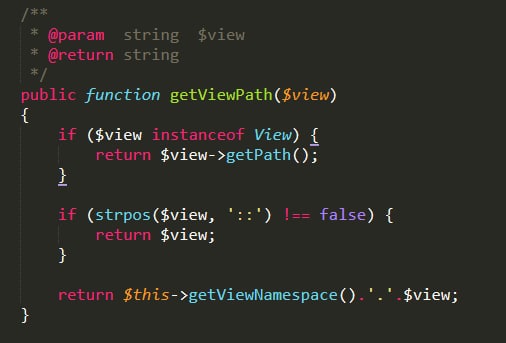 /**
 * @param  string  $view
 * @return string
 */
public function getViewPath($view)
{
    if ($view instanceof View) {
        return $view->getPath();
    }

    if (strpos($view, '::') !== false) {
        return $view;
    }

    return $this->getViewNamespace().'.'.$view;
}